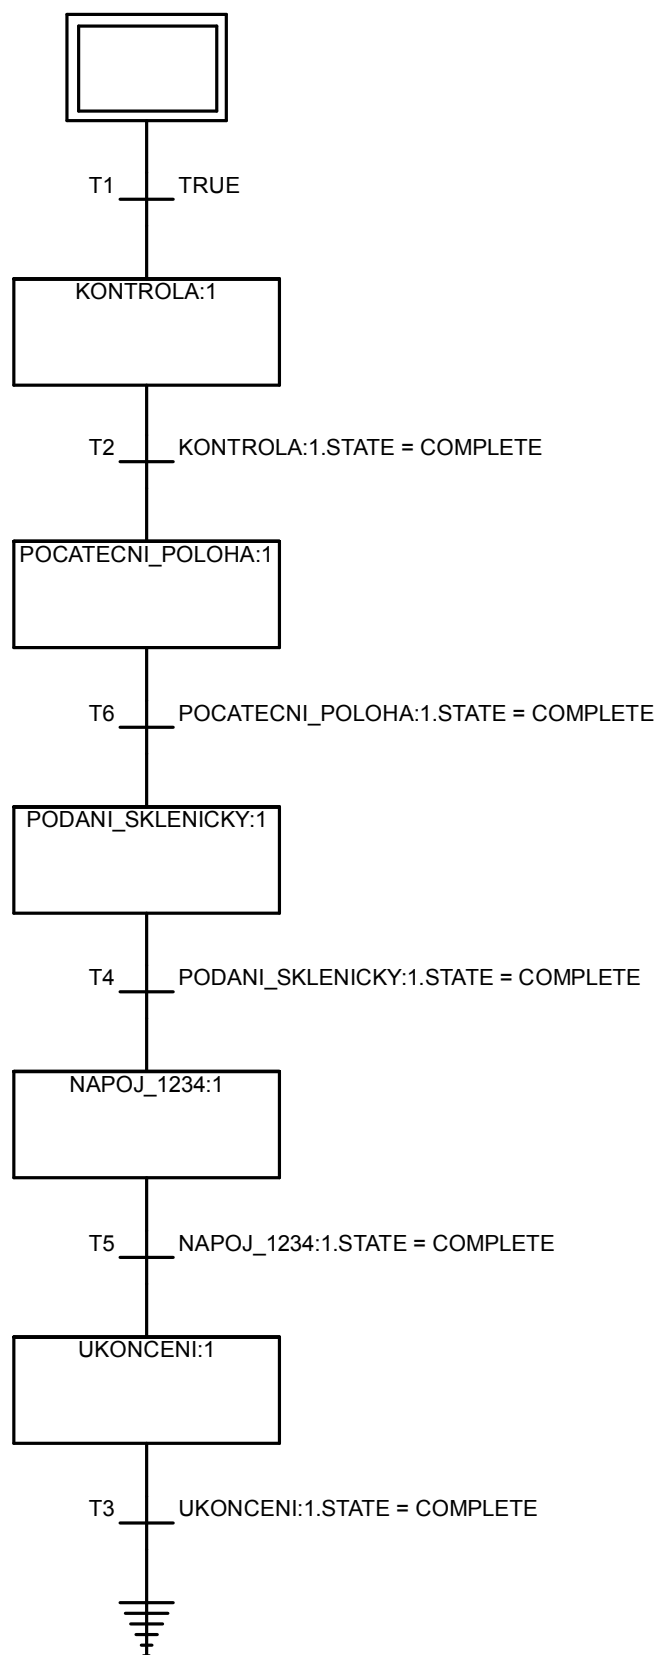 T1 TRUE
KONTROLA:1
T2 KONTROLA:1.STATE = COMPLETE
POCATECNI_POLOHA:1
T6 POCATECNI_POLOHA:1.STATE = COMPLETE
PODANI_SKLENICKY:1
T4 PODANI_SKLENICKY:1.STATE = COMPLETE
NAPOJ_1234:1
T5 NAPOJ_1234:1.STATE = COMPLETE
UKONCENI:1
T3 UKONCENI:1.STATE = COMPLETE